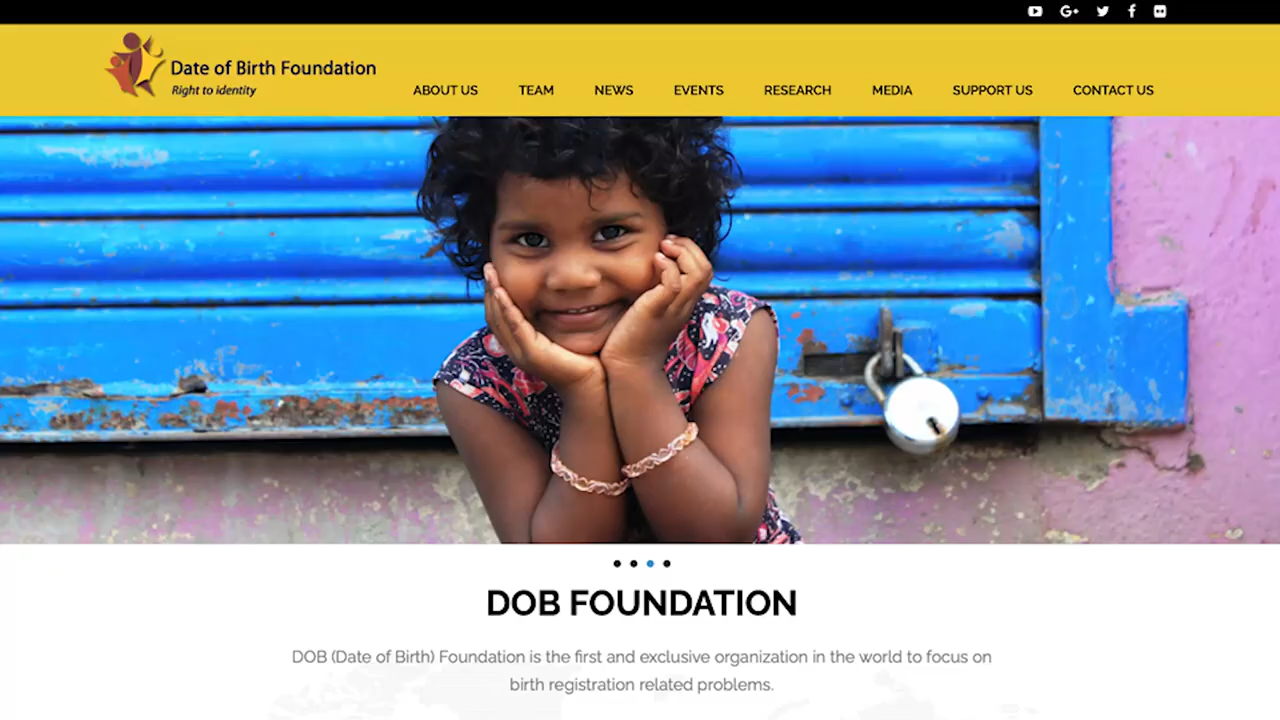 Date of Birth Foundation
Right to identity
ABOUT US TEAM NEWS EVENTS RESEARCH MEDIA SUPPORT US CONTACT US
DOB FOUNDATION
DOB (Date of Birth) Foundation is the first and exclusive organization in the world to focus on
birth registration related problems.